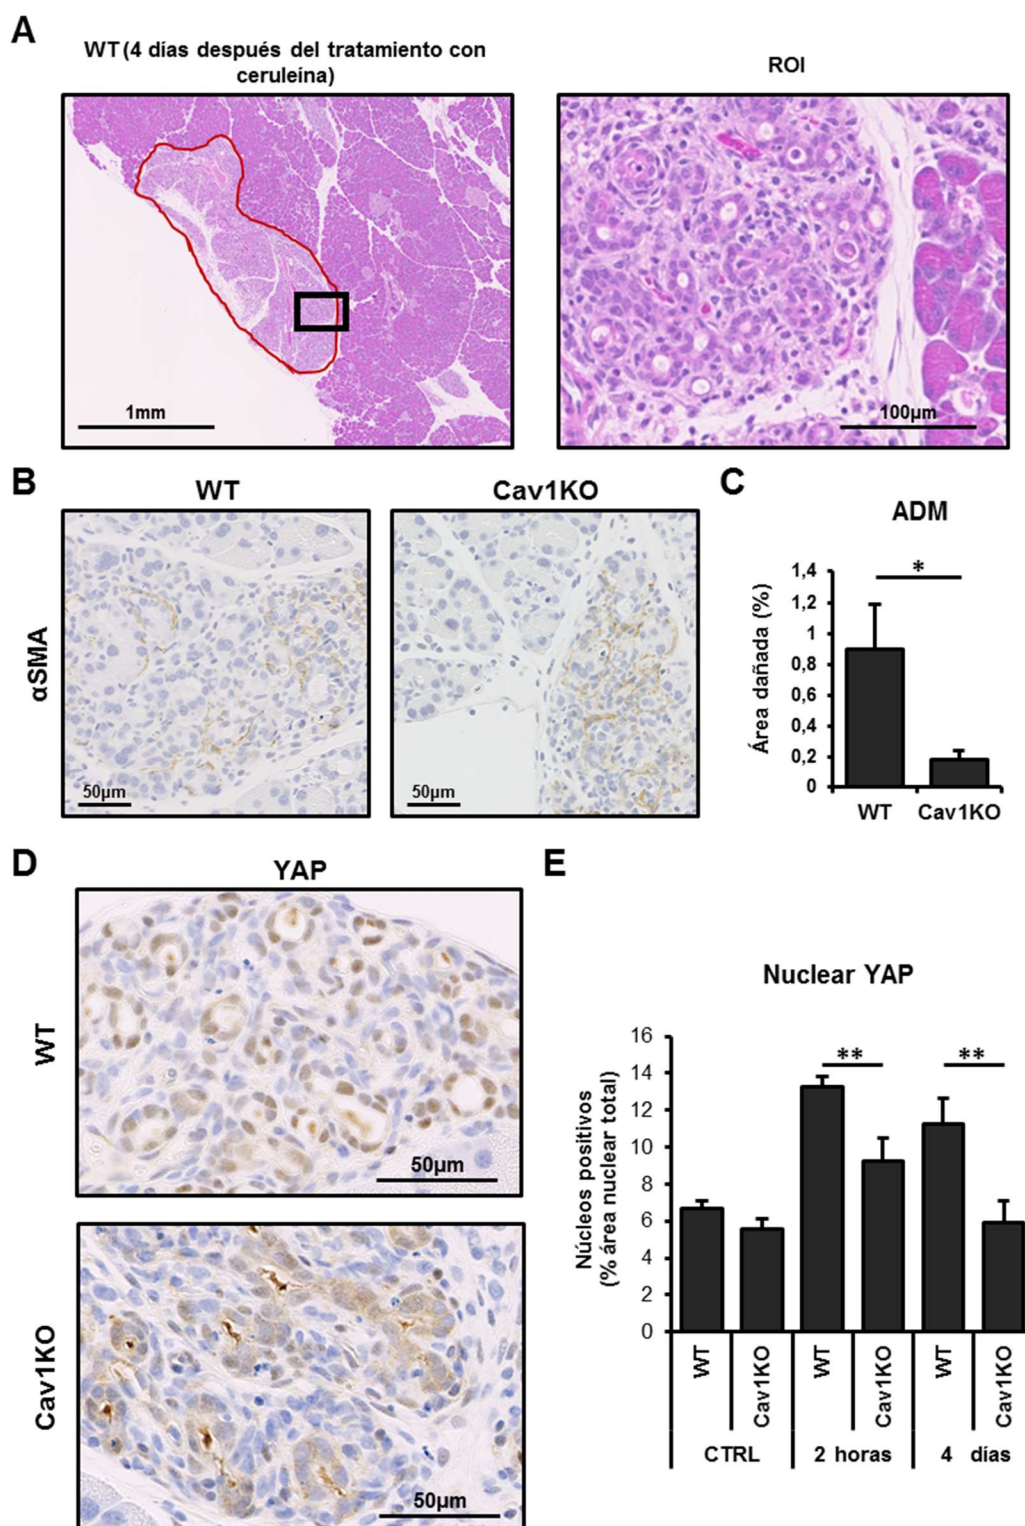 A
WT (4 días después del tratamiento con
ceruleína)
ROI
1mm
100µm
B
WT
Cav1KO
αSMA
50µm
50µm
C
ADM
Área dañada (%)
1,4
1,2
1
0,8
0,6
0,4
0,2
0
*
WT
Cav1KO
D
YAP
WT
50µm
Cav1KO
50µm
E
Nuclear YAP
Núcleos positivos
(% área nuclear total)
16
14
12
10
8
6
4
2
0
**
**
WT
Cav1KO
WT
Cav1KO
WT
Cav1KO
CTRL
2 horas
4 días